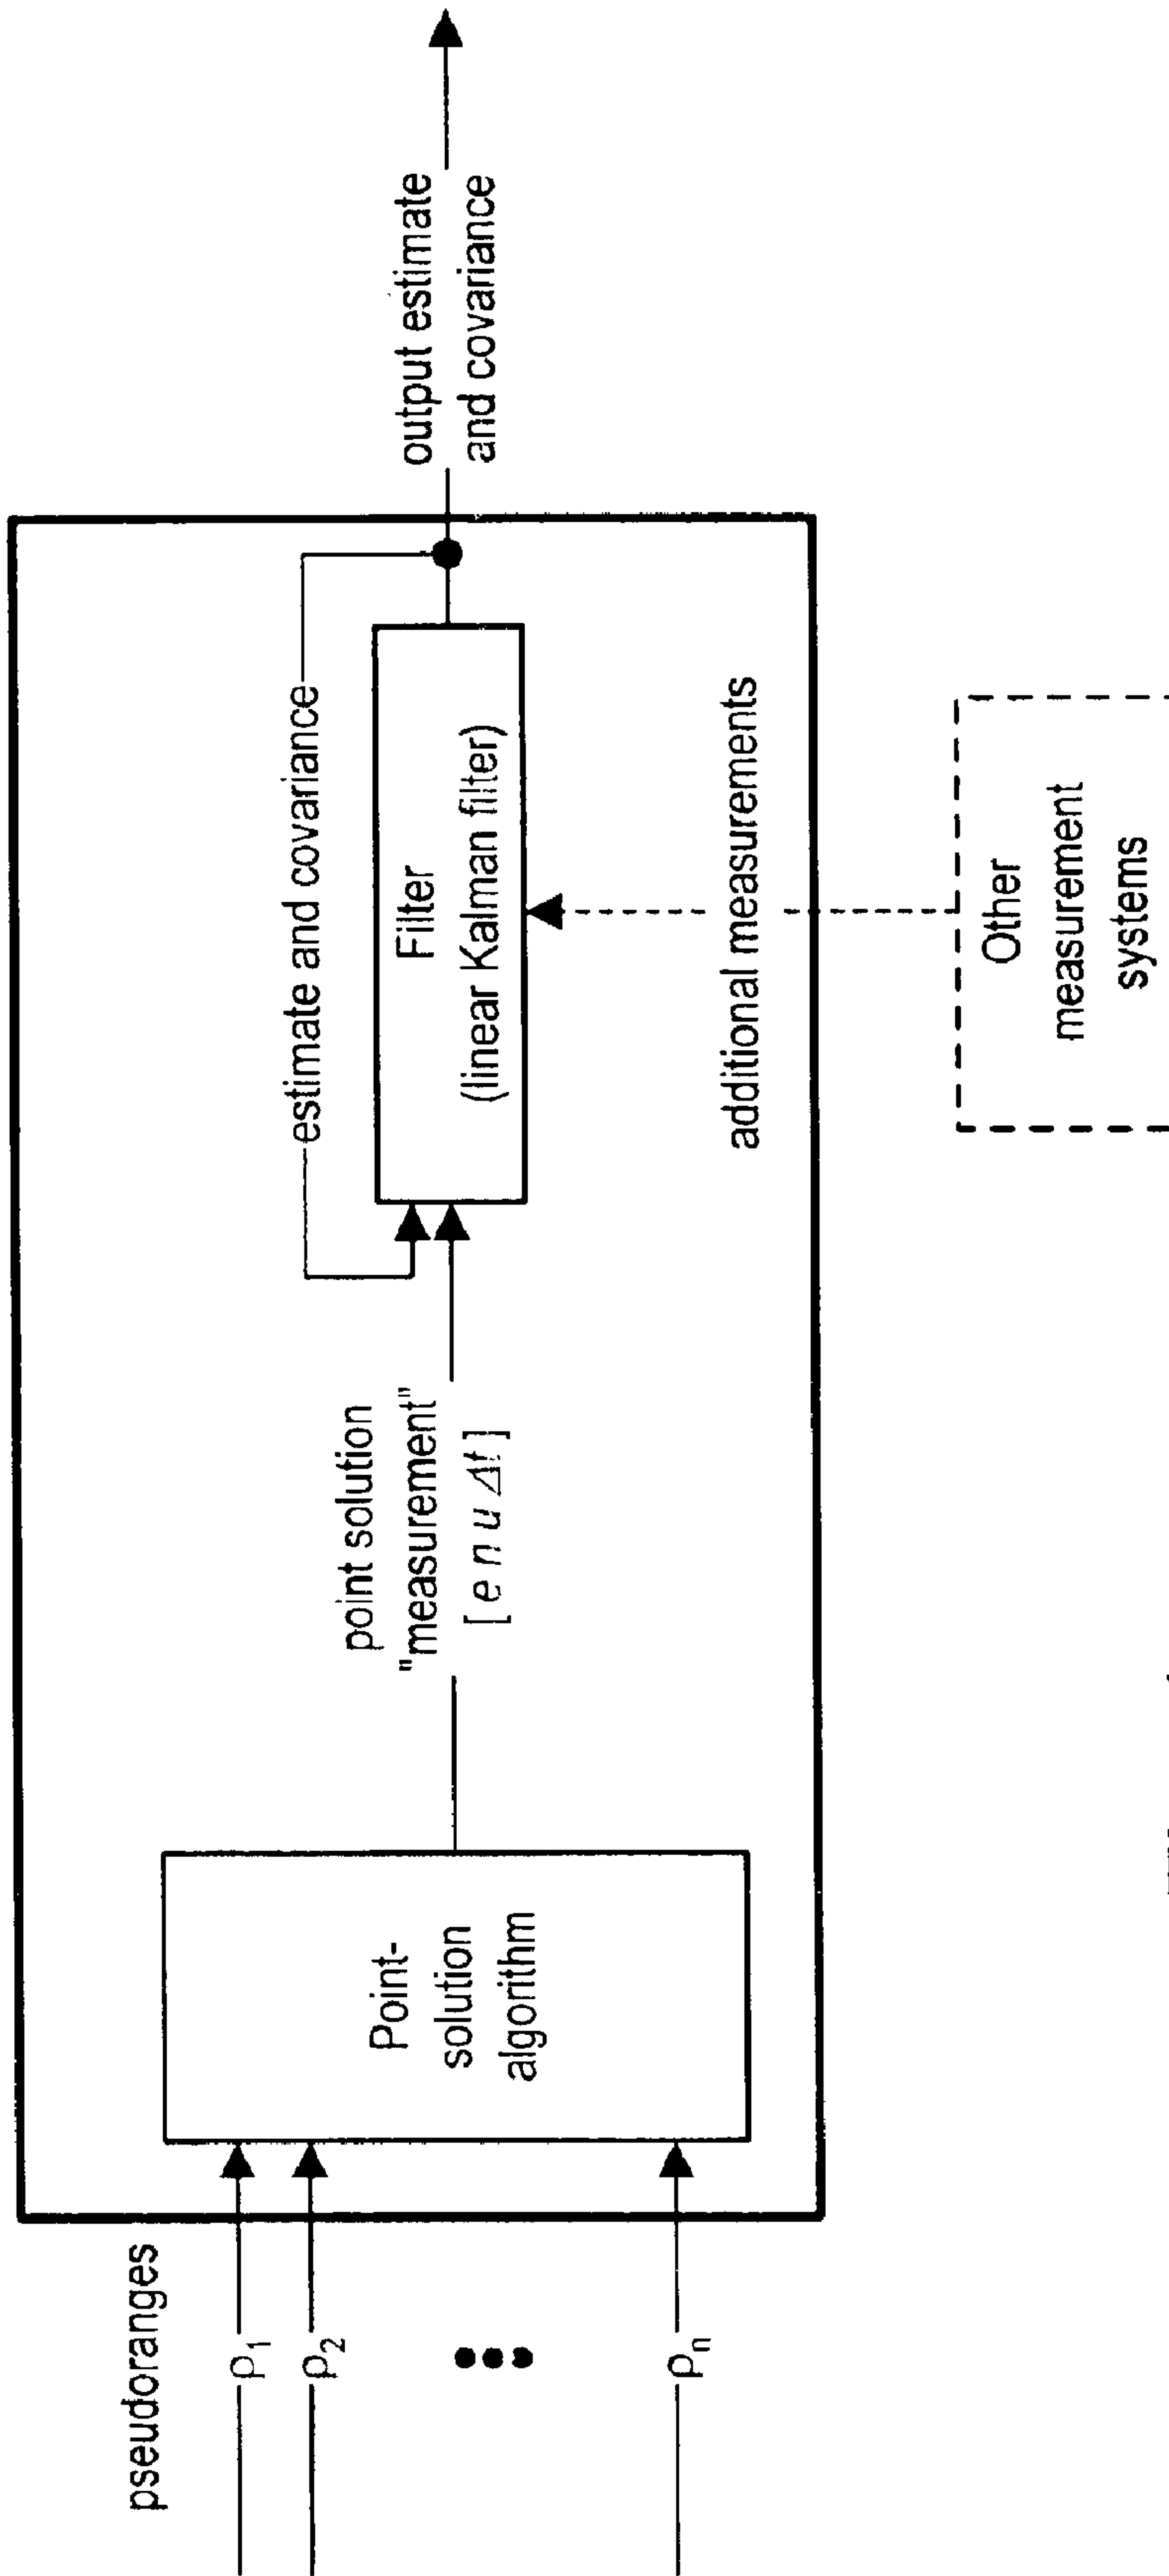 pseudoranges
ρ1
ρ2
ρn
Point-
solution
algorithm
point solution
"measurement"
[ e n u Δt ]
estimate and covariance
Filter
(linear Kalman filter)
additional measurements
Other
measurement
systems
output estimate
and covariance